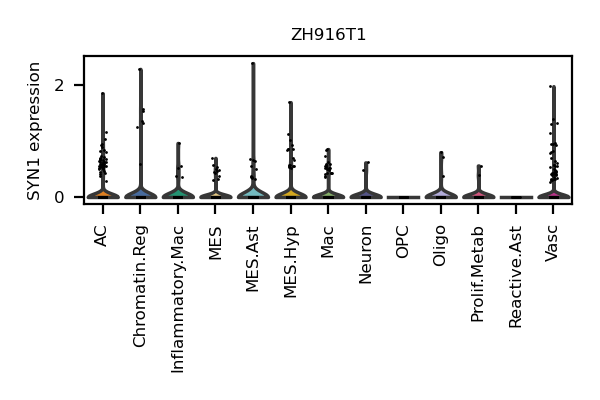 ZH916T1
SYN1 expression
2
0
AC
Chromatin.Reg
Inflammatory.Mac
MES
MES.Ast
MES.Hyp
Mac
Neuron
OPC
Oligo
Prolif.Metab
Reactive.Ast
Vasc